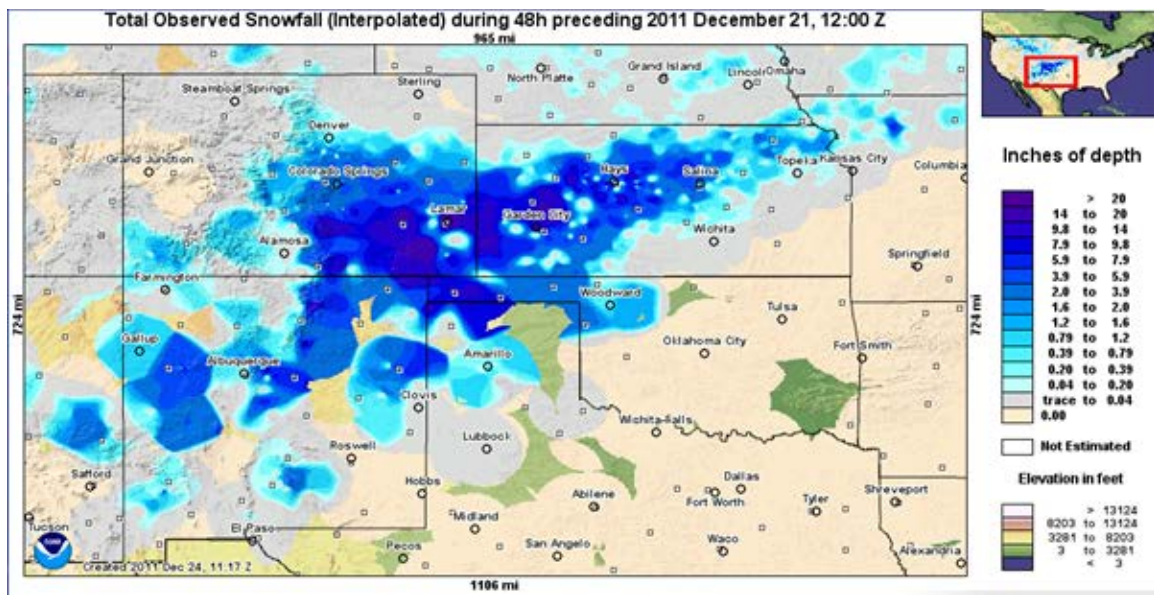 Total Observed Snowfall (Interpolated) during 48h preceding 2011 December 21, 12:00 Z
965 mi
North Platte
Grand Island
Lincoln
Omaha
Steamboat Springs
Sterling
Denver
Grand Junction
Colorado Springs
Hays
Salina
Topeka
Kansas City
Columbia
Lamar
Garden City
Wichita
Alamosa
Springfield
Farmington
Woodward
Tulsa
724 mi
724 mi
Gallup
Albuquerque
Amarillo
Oklahoma City
Fort Smith
Clovis
Wichita Falls
Roswell
Lubbock
Safford
Hobbs
Abilene
Dallas
Fort Worth
Tyler
Shreveport
Tucson
El Paso
Midland
Pecos
San Angelo
Waco
Alexandria
NOAA
Created 2011 Dec 24, 11:17 Z
1106 mi
Inches of depth
> 20
14 to 20
9.8 to 14
7.9 to 9.8
5.9 to 7.9
3.9 to 5.9
2.0 to 3.9
1.6 to 2.0
1.2 to 1.6
0.79 to 1.2
0.39 to 0.79
0.20 to 0.39
0.04 to 0.20
trace to 0.04
0.00
Not Estimated
Elevation in feet
> 13124
8203 to 13124
3281 to 8203
3 to 3281
< 3